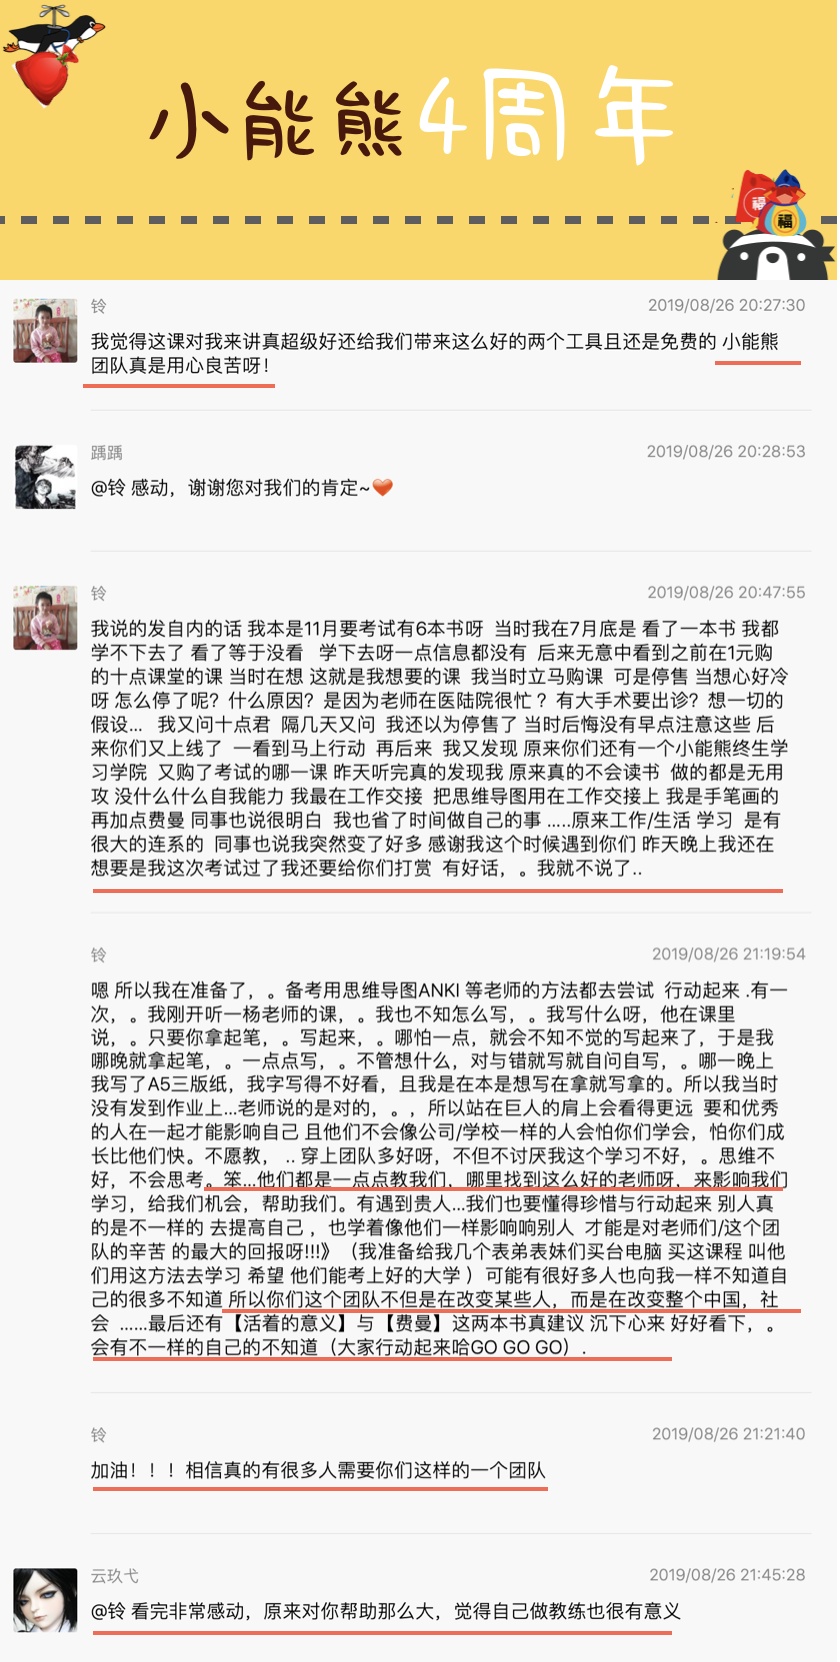 小能熊4周年
福
福
铃 2019/08/26 20:27:30
我觉得这课对我来讲真超级好还给我们带来这么好的两个工具且还是免费的 小能熊
团队真是用心良苦呀!
踽踽 2019/08/26 20:28:53
@铃 感动，谢谢您对我们的肯定~❤️
铃 2019/08/26 20:47:55
我说的发自内的话 我本是11月要考试有6本书呀 当时我在7月底是 看了一本书 我都
学不下去了 看了等于没看 学下去呀一点信息都没有 后来无意中看到之前在1元购
的十点课堂的课 当时在想 这就是我想要的课 我当时立马购课 可是停售 当想心好冷
呀 怎么停了呢？什么原因？是因为老师在医陆院很忙 ? 有大手术要出诊？想一切的
假设... 我又问十点君 隔几天又问 我还以为停售了 当时后悔没有早点注意这些 后
来你们又上线了 一看到马上行动 再后来 我又发现 原来你们还有一个小能熊终生学
习学院 又购了考试的哪一课 昨天听完真的发现我 原来真的不会读书 做的都是无用
攻 没什么什么自我能力 我最在工作交接 把思维导图用在工作交接上 我是手笔画的
再加点费曼 同事也说很明白 我也省了时间做自己的事 .....原来工作/生活 学习 是有
很大的连系的 同事也说我突然变了好多 感谢我这个时候遇到你们 昨天晚上我还在
想要是我这次考试过了我还要给你们打赏 有好话，。我就不说了..
铃 2019/08/26 21:19:54
嗯 所以我在准备了，。备考用思维导图ANKI 等老师的方法都去尝试 行动起来 .有一
次，。我刚开听一杨老师的课，。我也不知怎么写，。我写什么呀，他在课里
说，。只要你拿起笔，。写起来，。哪怕一点，就会不知不觉的写起来了，于是我
哪晚就拿起笔，。一点点写，。不管想什么，对与错就写就自问自写，。哪一晚上
我写了A5三版纸，我字写得不好看，且我是在本是想写在拿就写拿的。所以我当时
没有发到作业上...老师说的是对的，。，所以站在巨人的肩上会看得更远 要和优秀
的人在一起才能影响自己 且他们不会像公司/学校一样的人会怕你们学会，怕你们成
长比他们快。不愿教， .. 穿上团队多好呀，不但不讨厌我这个学习不好，。思维不
好，不会思考。笨...他们都是一点点教我们，哪里找到这么好的老师呀，来影响我们
学习，给我们机会，帮助我们。有遇到贵人...我们也要懂得珍惜与行动起来 别人真
的是不一样的 去提高自己 ，也学着像他们一样影响响别人 才能是对老师们/这个团
队的辛苦 的最大的回报呀!!!》（我准备给我几个表弟表妹们买台电脑 买这课程 叫他
们用这方法去学习 希望 他们能考上好的大学 ）可能有很好多人也向我一样不知道自
己的很多不知道 所以你们这个团队不但是在改变某些人，而是在改变整个中国，社
会 ......最后还有【活着的意义】与【费曼】这两本书真建议 沉下心来 好好看下，。
会有不一样的自己的不知道（大家行动起来哈GO GO GO）.
铃 2019/08/26 21:21:40
加油！！！相信真的有很多人需要你们这样的一个团队
云玖弋 2019/08/26 21:45:28
@铃 看完非常感动，原来对你帮助那么大，觉得自己做教练也很有意义